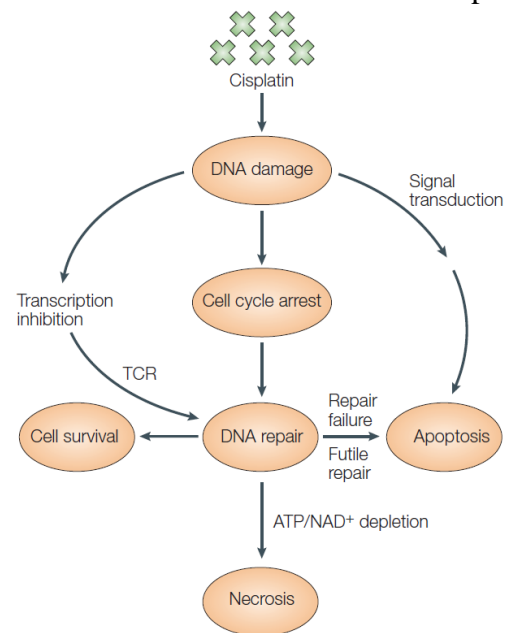 Cisplatin
DNA damage
Signal
transduction
Cell cycle arrest
Transcription
inhibition
TCR
Repair
failure
Cell survival
DNA repair
Apoptosis
Futile
repair
ATP/NAD⁺ depletion
Necrosis